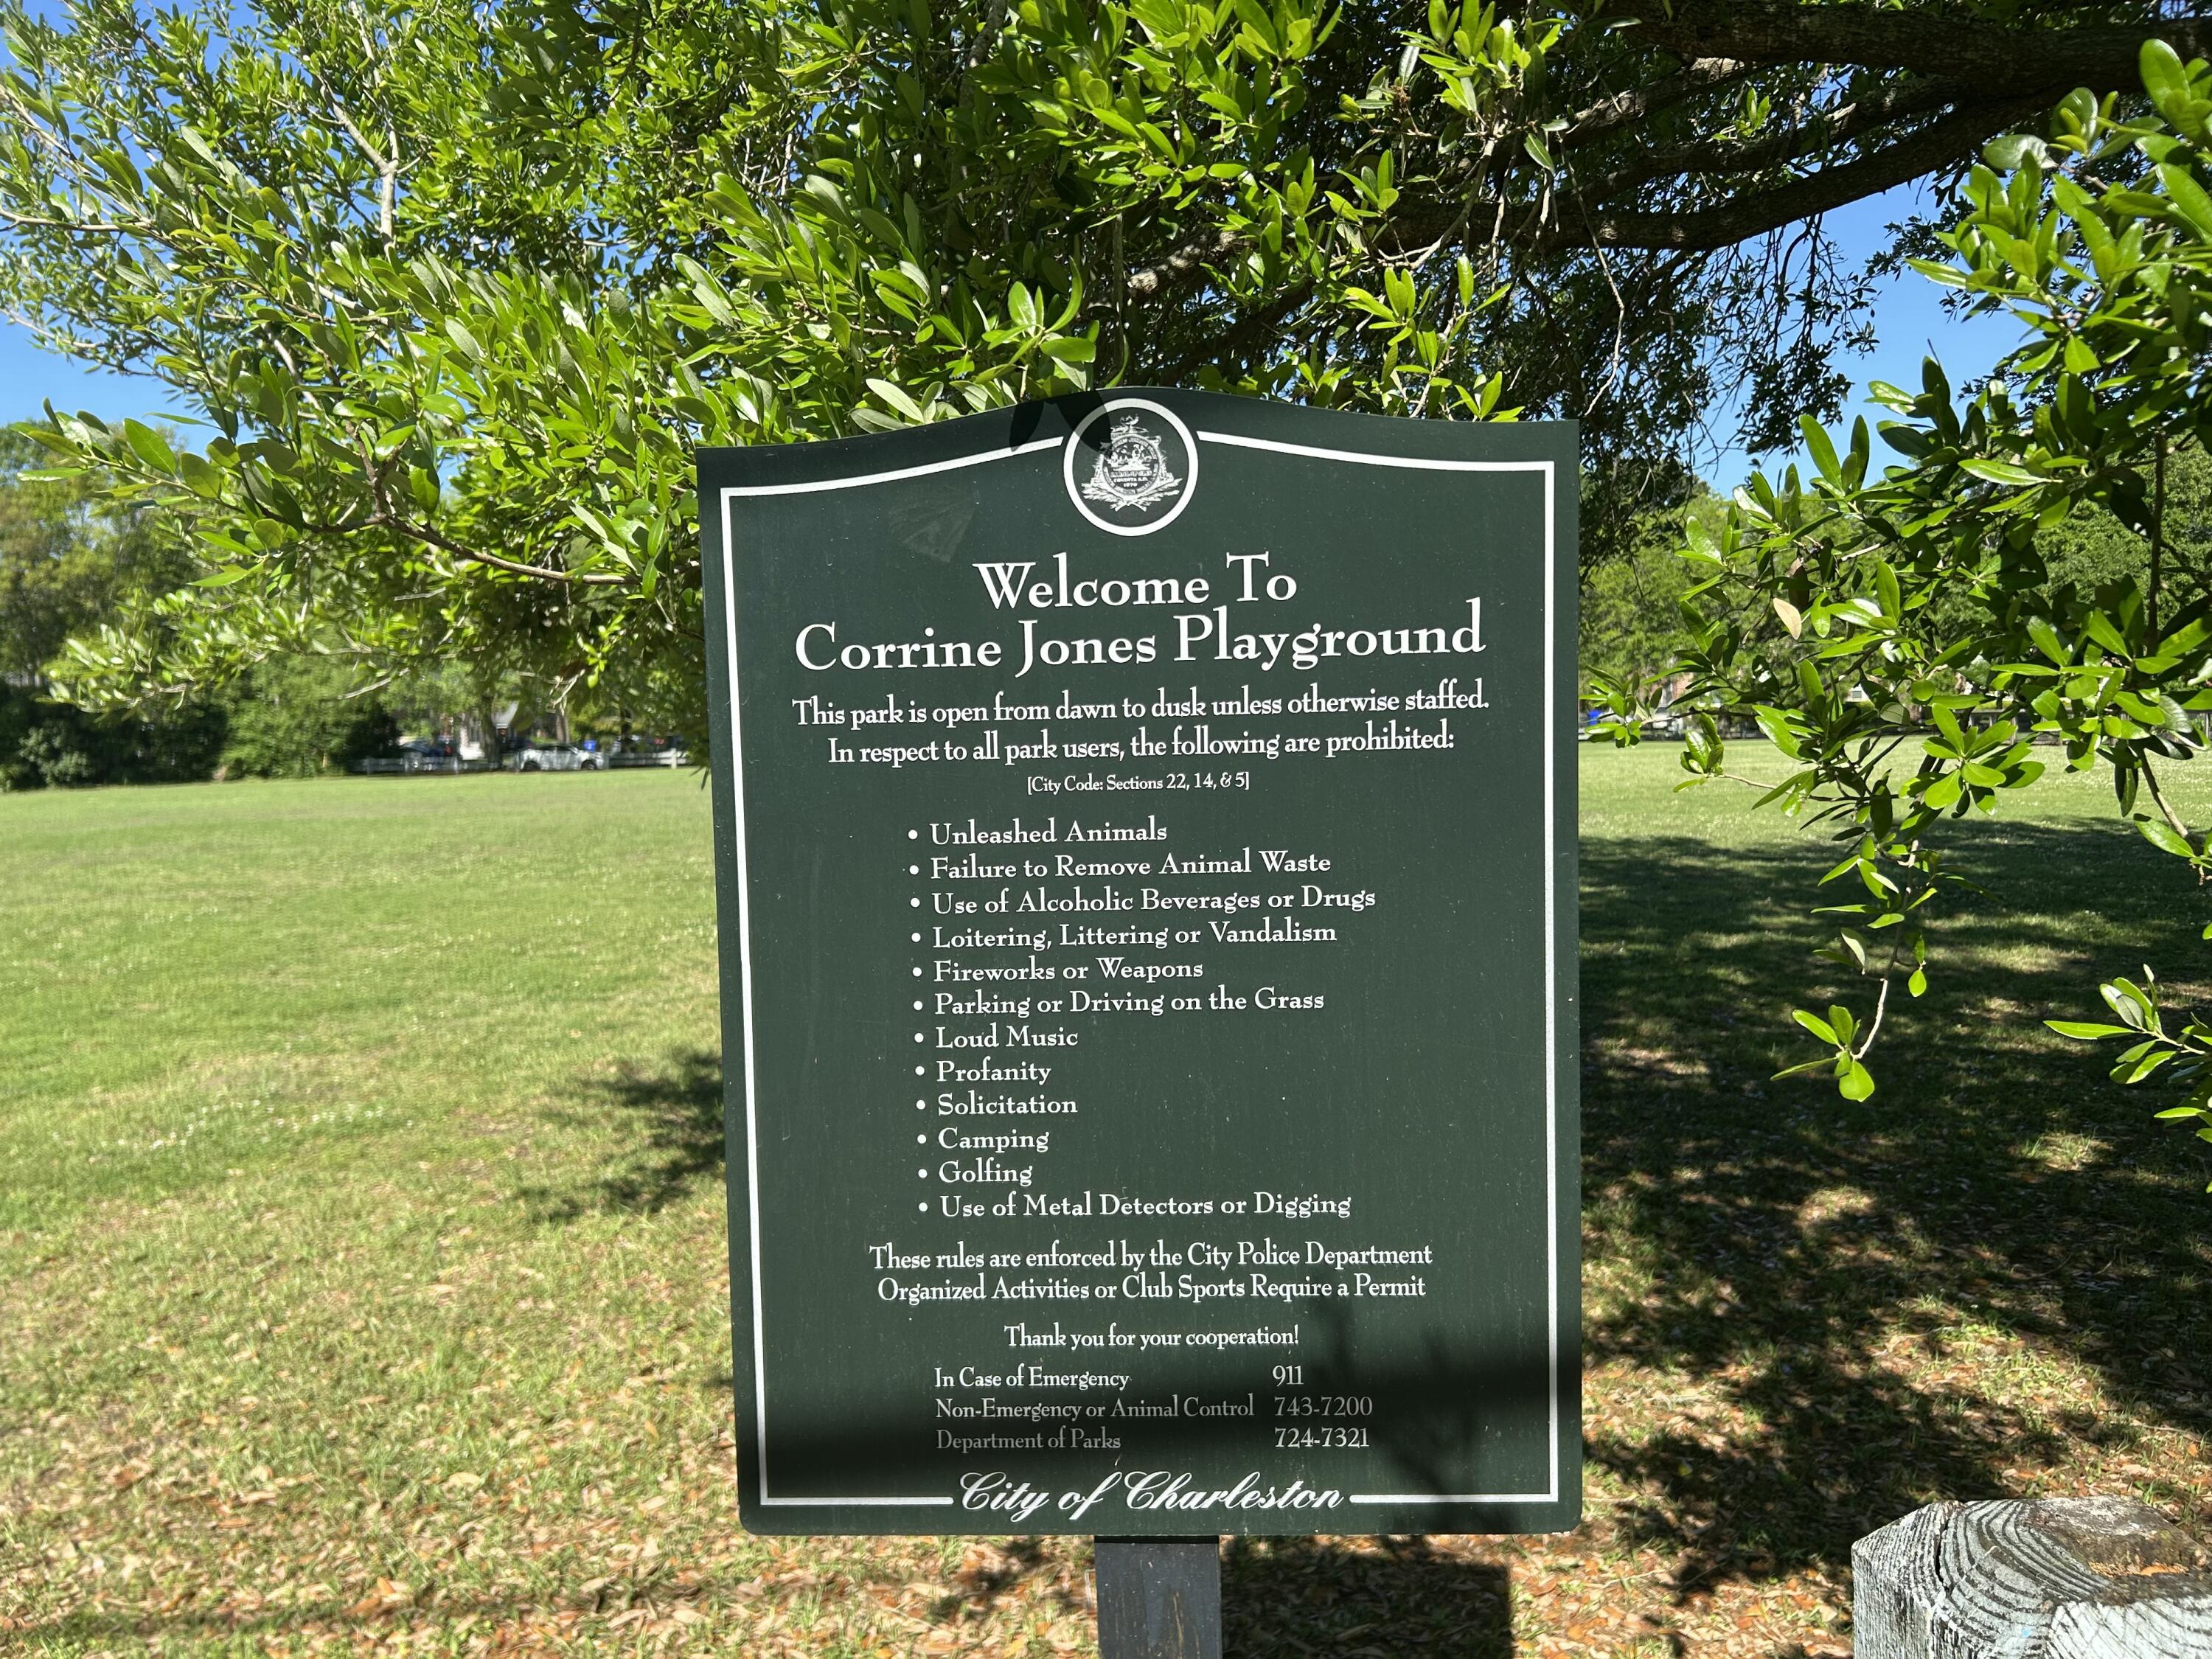 Welcome To
Corrine Jones Playground
This park is open from dawn to dusk unless otherwise staffed.
In respect to all park users, the following are prohibited:
[City Code: Sections 22, 14, & 5]
• Unleashed Animals
• Failure to Remove Animal Waste
• Use of Alcoholic Beverages or Drugs
• Loitering, Littering or Vandalism
• Fireworks or Weapons
• Parking or Driving on the Grass
• Loud Music
• Profanity
• Solicitation
• Camping
• Golfing
• Use of Metal Detectors or Digging
These rules are enforced by the City Police Department
Organized Activities or Club Sports Require a Permit
Thank you for your cooperation!
In Case of Emergency 911
Non-Emergency or Animal Control 743-7200
Department of Parks 724-7321
City of Charleston